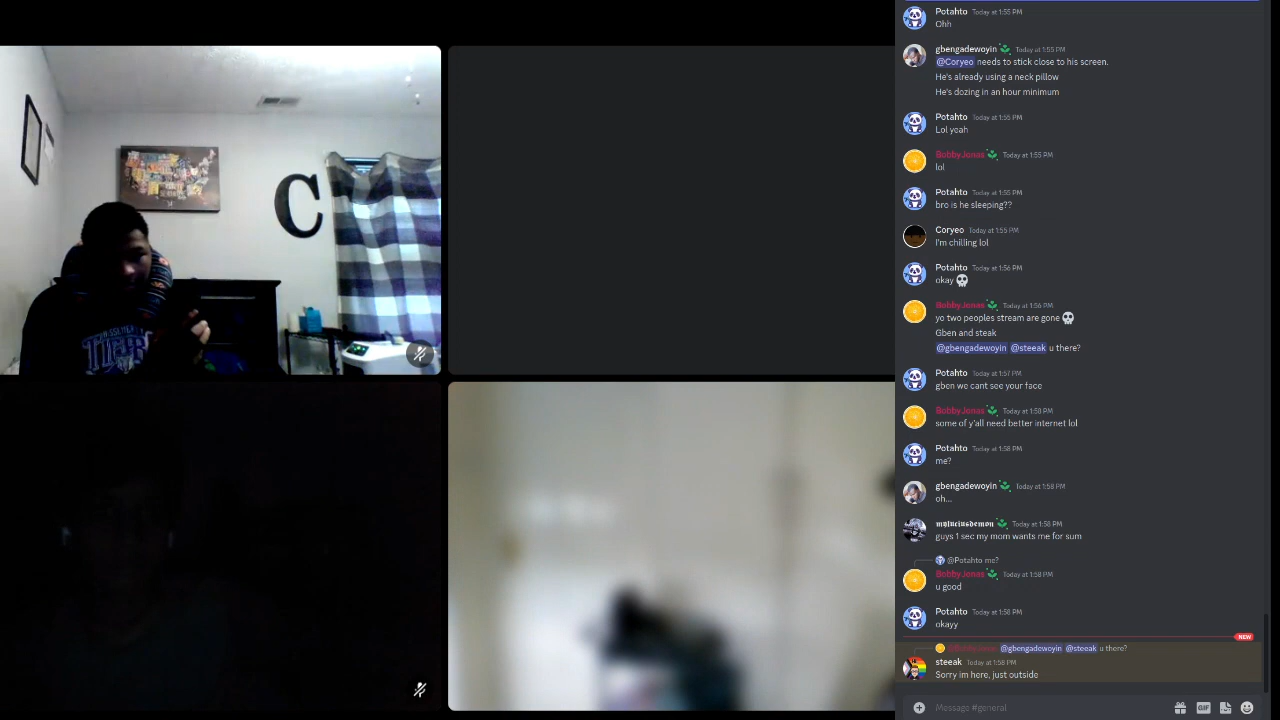 Potahto Today at 1:55 PM
Ohh
gbengadewoyin Today at 1:55 PM
@Coryeo needs to stick close to his screen.
He's already using a neck pillow
He's dozing in an hour minimum
Potahto Today at 1:55 PM
Lol yeah
BobbyJonas Today at 1:55 PM
lol
Potahto Today at 1:55 PM
bro is he sleeping??
Coryeo Today at 1:55 PM
I'm chilling lol
Potahto Today at 1:56 PM
okay
BobbyJonas Today at 1:56 PM
yo two peoples stream are gone
Gben and steak
@gbengadewoyin @steeak u there?
Potahto Today at 1:57 PM
gben we cant see your face
BobbyJonas Today at 1:58 PM
some of y'all need better internet lol
Potahto Today at 1:58 PM
me?
gbengadewoyin Today at 1:58 PM
oh...
Today at 1:58 PM
guys 1 sec my mom wants me for sum
@Potahto me?
BobbyJonas Today at 1:58 PM
u good
Potahto Today at 1:58 PM
okayy
NEW
@gbengadewoyin @steeak u there?
steeak Today at 1:58 PM
Sorry im here, just outside
Message #general
GIF
C
TIGERS